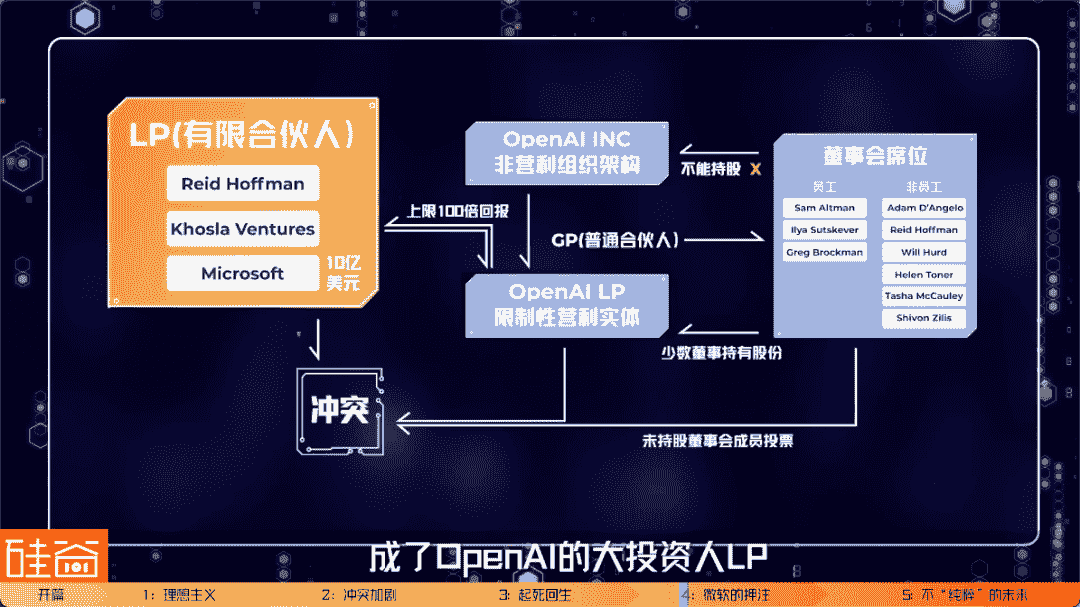 LP(有限合伙人)
Reid Hoffman
Khosla Ventures
Microsoft
10亿
美元
上限100倍回报
OpenAI INC
非营利组织架构
不能持股 X
GP(普通合伙人)
OpenAI LP
限制性营利实体
董事会席位
员工
非员工
Sam Altman
Ilya Sutskever
Greg Brockman
Adam D'Angelo
Reid Hoffman
Will Hurd
Helen Toner
Tasha McCauley
Shivon Zilis
少数董事持有股份
冲突
未持股董事会成员投票
成了OpenAI的大投资人LP
硅谷
101
开篇
1: 理想主义
2: 冲突加剧
3: 起死回生
4: 微软的押注
5: 不“纯粹”的未来